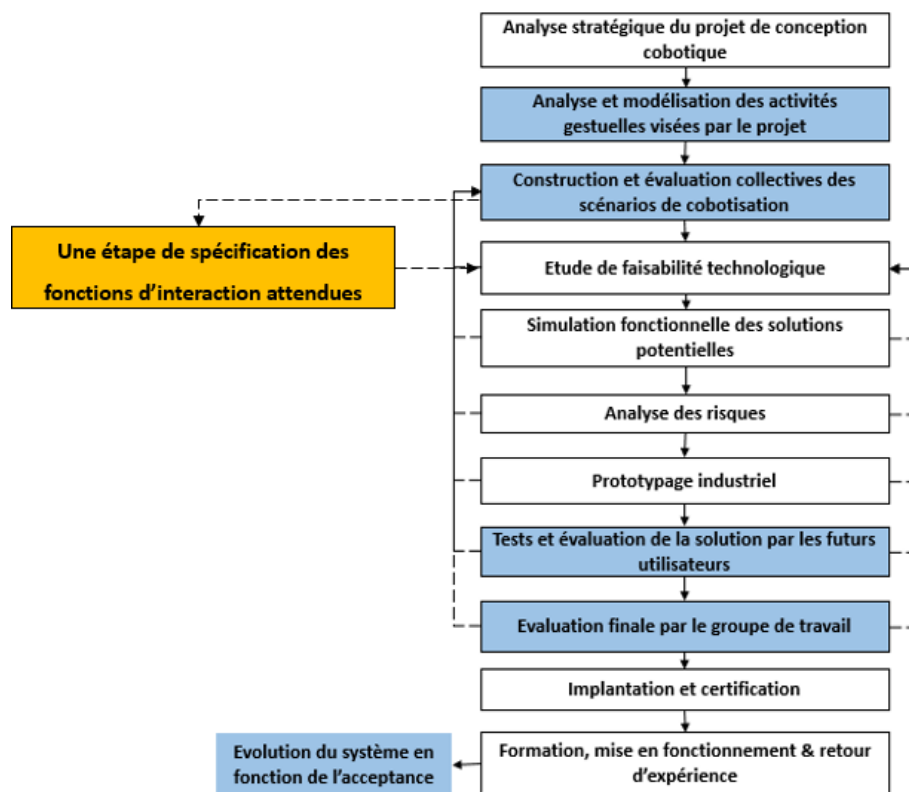 Analyse stratégique du projet de conception
cobotique
Analyse et modélisation des activités
gestuelles visées par le projet
Construction et évaluation collectives des
scénarios de cobotisation
Une étape de spécification des
fonctions d'interaction attendues
Etude de faisabilité technologique
Simulation fonctionnelle des solutions
potentielles
Analyse des risques
Prototypage industriel
Tests et évaluation de la solution par les futurs
utilisateurs
Evaluation finale par le groupe de travail
Implantation et certification
Formation, mise en fonctionnement & retour
d'expérience
Evolution du système en
fonction de l'acceptance